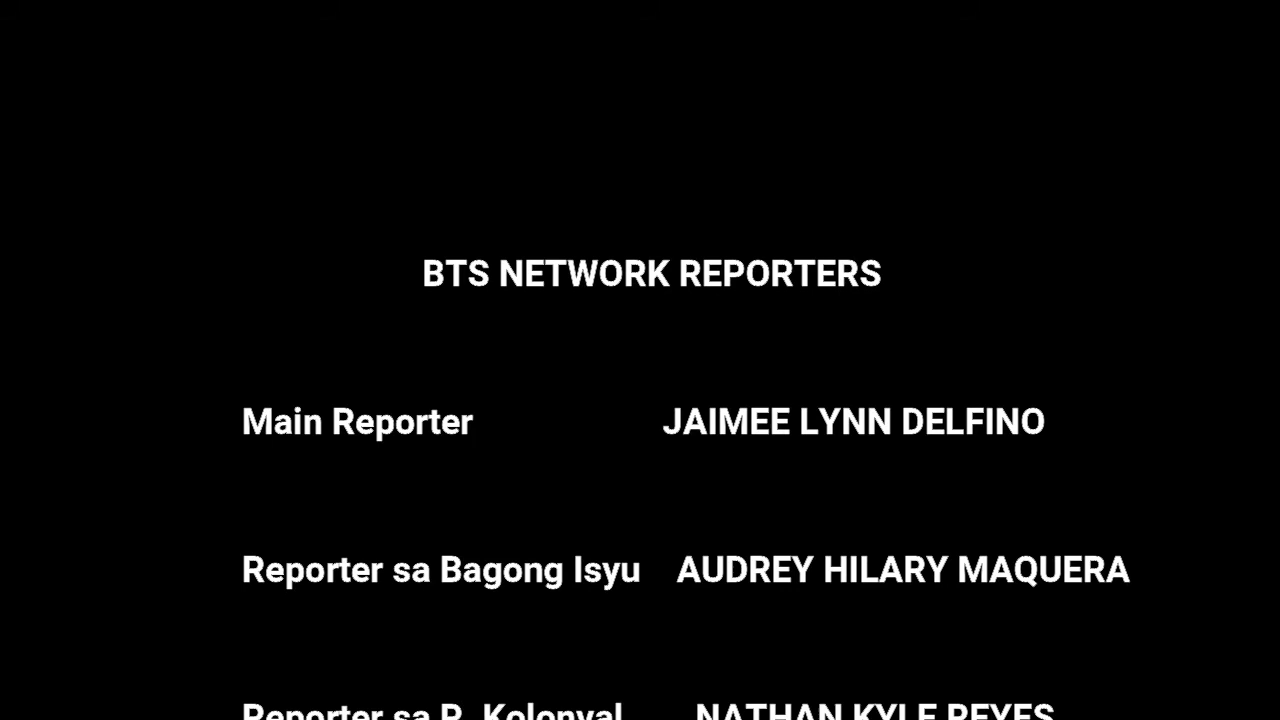 BTS NETWORK REPORTERS
Main Reporter JAIMEE LYNN DELFINO
Reporter sa Bagong Isyu AUDREY HILARY MAQUERA
Reporter sa P. Kolonyal NATHAN KYLE REYES